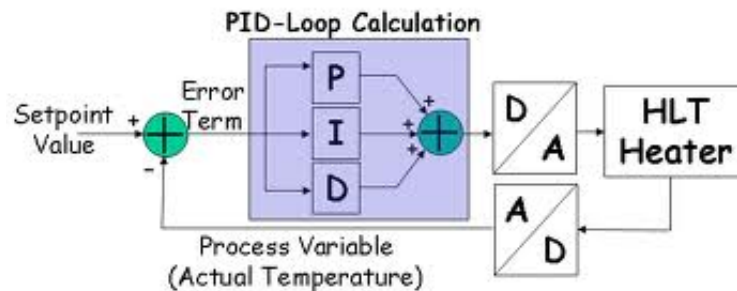 PID-Loop Calculation
Setpoint
Value
+
-
Error
Term
P
I
D
+
+
+
D
A
HLT
Heater
A
D
Process Variable
(Actual Temperature)